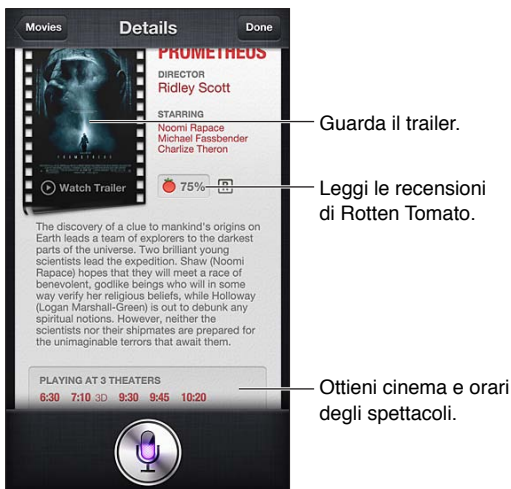 Movies
Details
Done
PROMETHEUS
DIRECTOR
Ridley Scott
STARRING
Noomi Rapace
Michael Fassbender
Charlize Theron
PROMETHEUS
Watch Trailer
75%
R
Guarda il trailer.
Leggi le recensioni
di Rotten Tomato.
The discovery of a clue to mankind's origins on
Earth leads a team of explorers to the darkest
parts of the universe. Two brilliant young
scientists lead the expedition. Shaw (Noomi
Rapace) hopes that they will meet a race of
benevolent, godlike beings who will in some
way verify her religious beliefs, while Holloway
(Logan Marshall-Green) is out to debunk any
spiritual notions. However, neither the
scientists nor their shipmates are prepared for
the unimaginable terrors that await them.
PLAYING AT 3 THEATERS
6:30 7:10 3D 9:30 9:45 10:20
Ottieni cinema e orari
degli spettacoli.